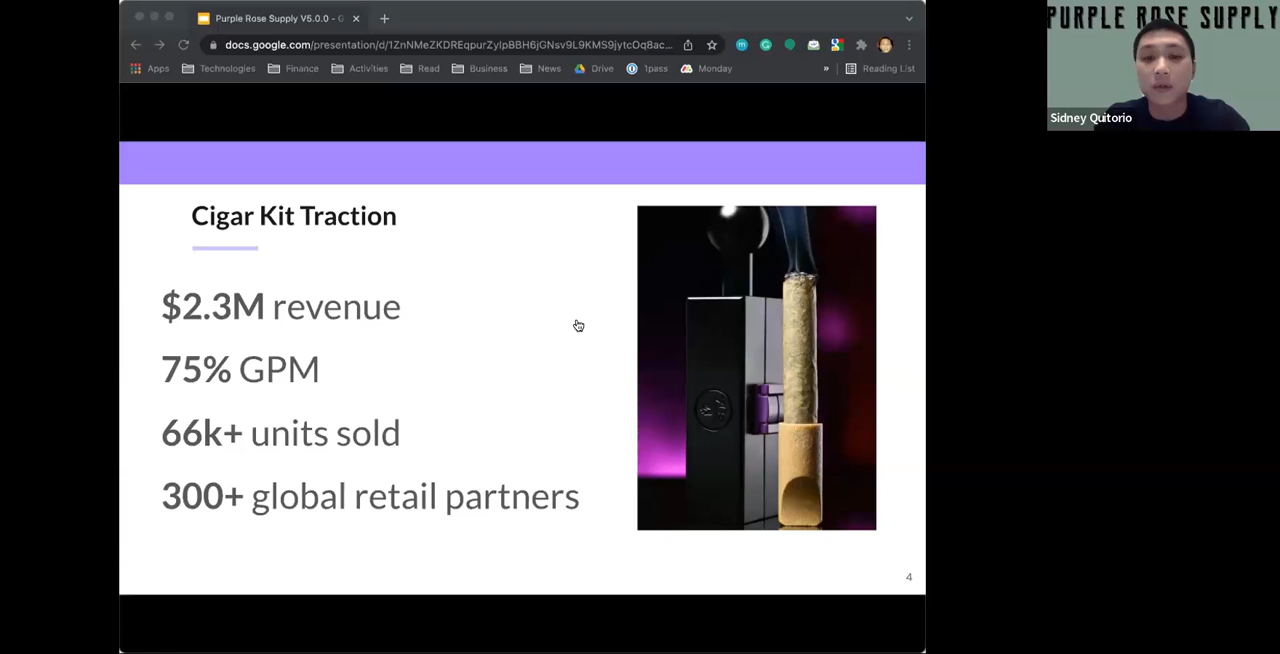 Purple Rose Supply V5.0.0 - G
docs.google.com/presentation/d/1ZnNMeZKDREqpurZylpBBH6jGNsv9L9KMS9jytcOq8ac...
Apps Technologies Finance Activities Read Business News Drive 1pass Monday » Reading List
PURPLE ROSE SUPPLY
Sidney Quitorio
Cigar Kit Traction
$2.3M revenue
75% GPM
66k+ units sold
300+ global retail partners
4